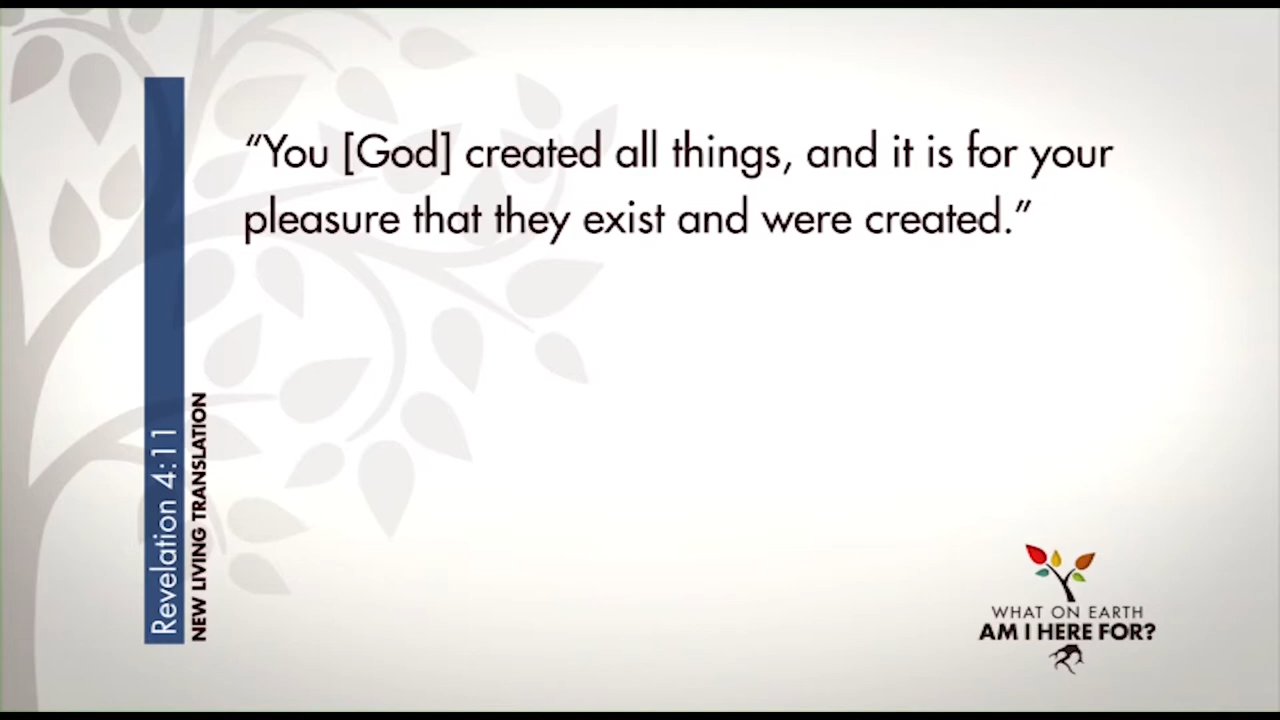 “You [God] created all things, and it is for your
pleasure that they exist and were created.”
Revelation 4:11
NEW LIVING TRANSLATION
WHAT ON EARTH
AM I HERE FOR?